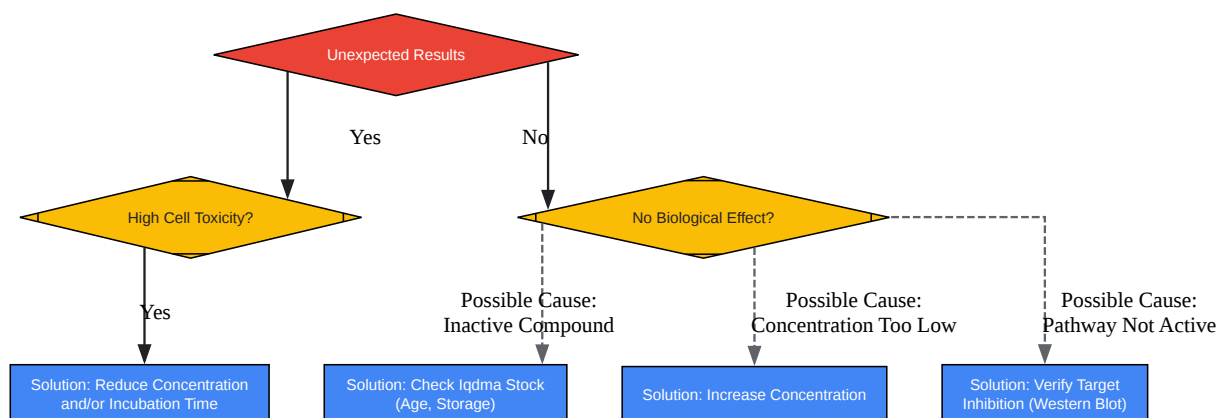 Unexpected Results
Yes
No
High Cell Toxicity?
No Biological Effect?
Yes
Possible Cause:
Inactive Compound
Possible Cause:
Concentration Too Low
Possible Cause:
Pathway Not Active
Solution: Reduce Concentration
and/or Incubation Time
Solution: Check Iqdma Stock
(Age, Storage)
Solution: Increase Concentration
Solution: Verify Target
Inhibition (Western Blot)